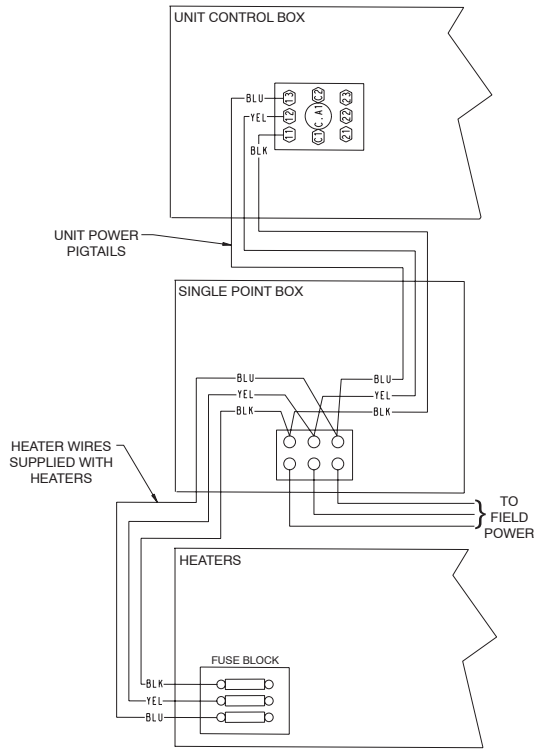 UNIT CONTROL BOX
BLU
YEL
BLK
13
12
11
C2
C.A1
C1
23
22
21
UNIT POWER
PIGTAILS
SINGLE POINT BOX
BLU
YEL
BLK
BLU
YEL
BLK
HEATER WIRES
SUPPLIED WITH
HEATERS
TO
FIELD
POWER
HEATERS
FUSE BLOCK
BLK
YEL
BLU